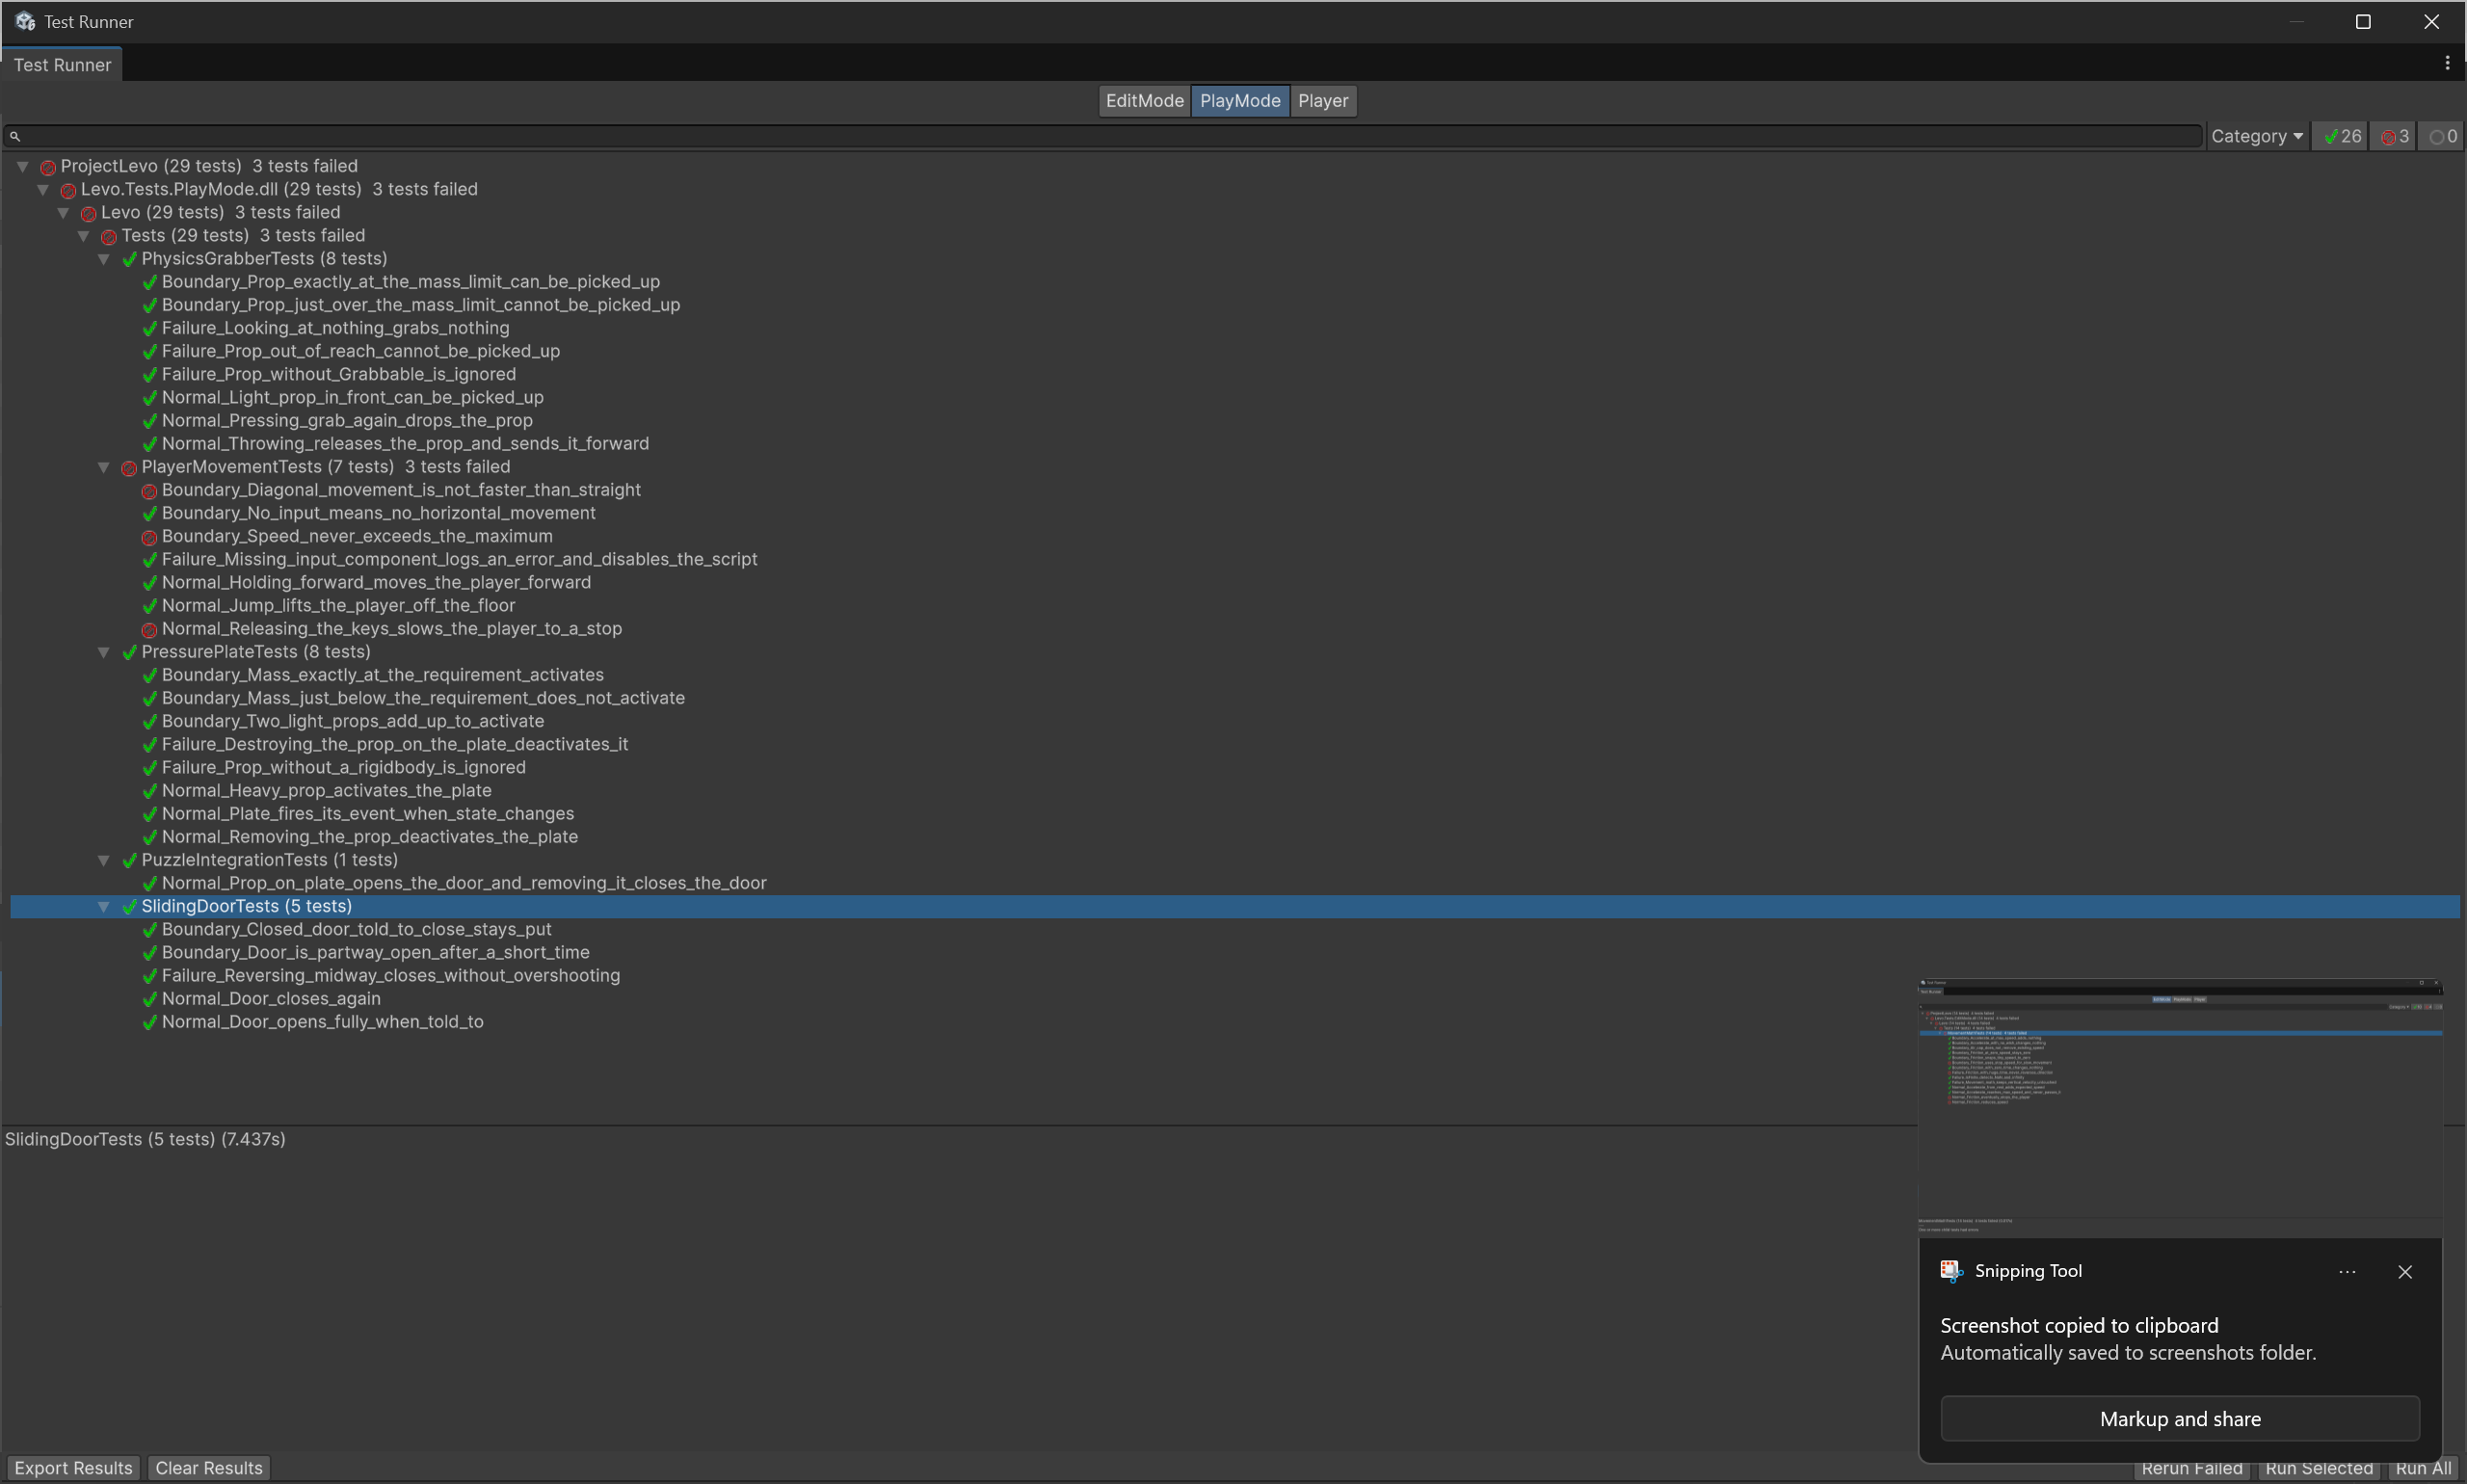 Test Runner
Test Runner
EditMode PlayMode Player
Category 26 3 0
ProjectLevo (29 tests) 3 tests failed
Levo.Tests.PlayMode.dll (29 tests) 3 tests failed
Levo (29 tests) 3 tests failed
Tests (29 tests) 3 tests failed
PhysicsGrabberTests (8 tests)
Boundary_Prop_exactly_at_the_mass_limit_can_be_picked_up
Boundary_Prop_just_over_the_mass_limit_cannot_be_picked_up
Failure_Looking_at_nothing_grabs_nothing
Failure_Prop_out_of_reach_cannot_be_picked_up
Failure_Prop_without_Grabbable_is_ignored
Normal_Light_prop_in_front_can_be_picked_up
Normal_Pressing_grab_again_drops_the_prop
Normal_Throwing_releases_the_prop_and_sends_it_forward
PlayerMovementTests (7 tests) 3 tests failed
Boundary_Diagonal_movement_is_not_faster_than_straight
Boundary_No_input_means_no_horizontal_movement
Boundary_Speed_never_exceeds_the_maximum
Failure_Missing_input_component_logs_an_error_and_disables_the_script
Normal_Holding_forward_moves_the_player_forward
Normal_Jump_lifts_the_player_off_the_floor
Normal_Releasing_the_keys_slows_the_player_to_a_stop
PressurePlateTests (8 tests)
Boundary_Mass_exactly_at_the_requirement_activates
Boundary_Mass_just_below_the_requirement_does_not_activate
Boundary_Two_light_props_add_up_to_activate
Failure_Destroying_the_prop_on_the_plate_deactivates_it
Failure_Prop_without_a_rigidbody_is_ignored
Normal_Heavy_prop_activates_the_plate
Normal_Plate_fires_its_event_when_state_changes
Normal_Removing_the_prop_deactivates_the_plate
PuzzleIntegrationTests (1 tests)
Normal_Prop_on_plate_opens_the_door_and_removing_it_closes_the_door
SlidingDoorTests (5 tests)
Boundary_Closed_door_told_to_close_stays_put
Boundary_Door_is_partway_open_after_a_short_time
Failure_Reversing_midway_closes_without_overshooting
Normal_Door_closes_again
Normal_Door_opens_fully_when_told_to
SlidingDoorTests (5 tests) (7.437s)
Snipping Tool
Screenshot copied to clipboard
Automatically saved to screenshots folder.
Markup and share
Export Results Clear Results Rerun Failed Run Selected Run All